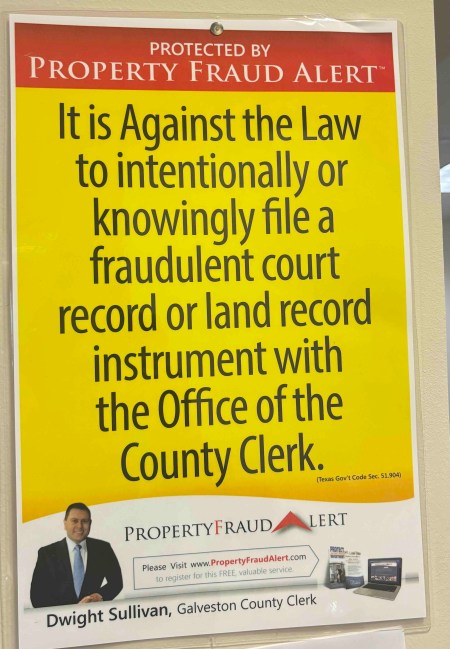 PROTECTED BY
PROPERTY FRAUD ALERT™
It is Against the Law
to intentionally or
knowingly file a
fraudulent court
record or land record
instrument with
the Office of the
County Clerk.
(Texas Gov't Code Sec. 51.904)
PROPERTYFRAUD ALERT
Please Visit www.PropertyFraudAlert.com
to register for this FREE, valuable service.
Dwight Sullivan, Galveston County Clerk